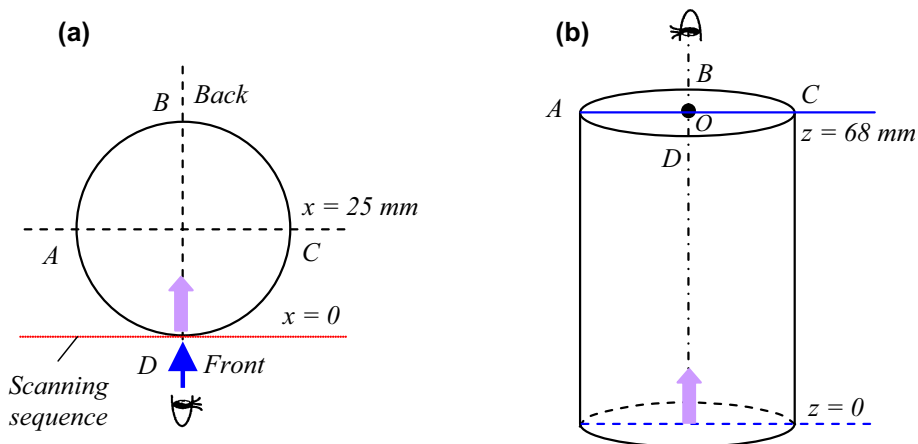 (a)
B
Back
x = 25 mm
A
C
x = 0
D
Front
Scanning
sequence
(b)
B
A
C
O
z = 68 mm
D
z = 0